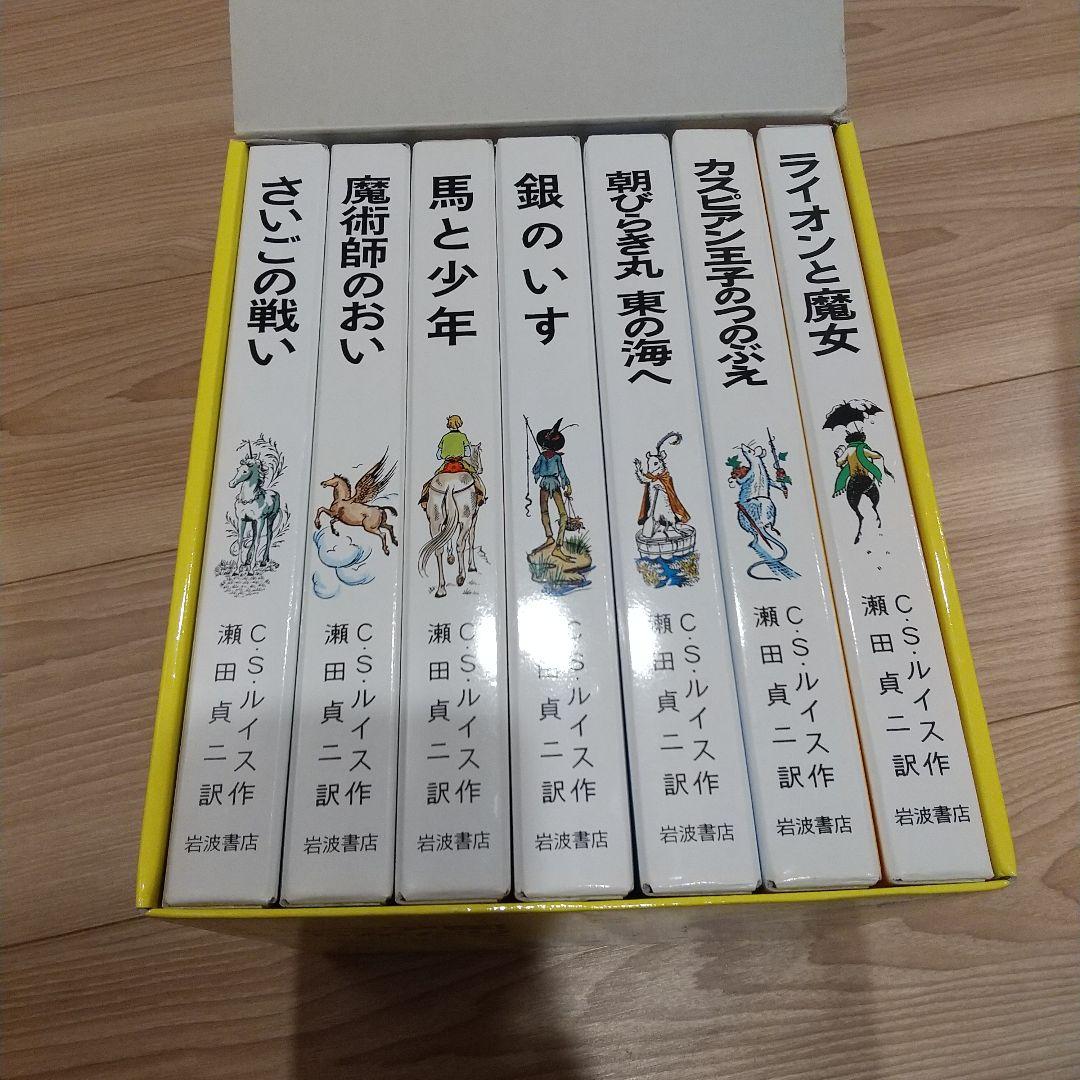 ライオンと魔女
C.S.ルイス作
瀬田貞二訳
岩波書店
カスピアン王子のつのぶえ
C.S.ルイス作
瀬田貞二訳
岩波書店
朝びらき丸 東の海へ
C.S.ルイス作
瀬田貞二訳
岩波書店
銀のいす
C.S.ルイス作
瀬田貞二訳
岩波書店
馬と少年
C.S.ルイス作
瀬田貞二訳
岩波書店
魔術師のおい
C.S.ルイス作
瀬田貞二訳
岩波書店
さいごの戦い
C.S.ルイス作
瀬田貞二訳
岩波書店